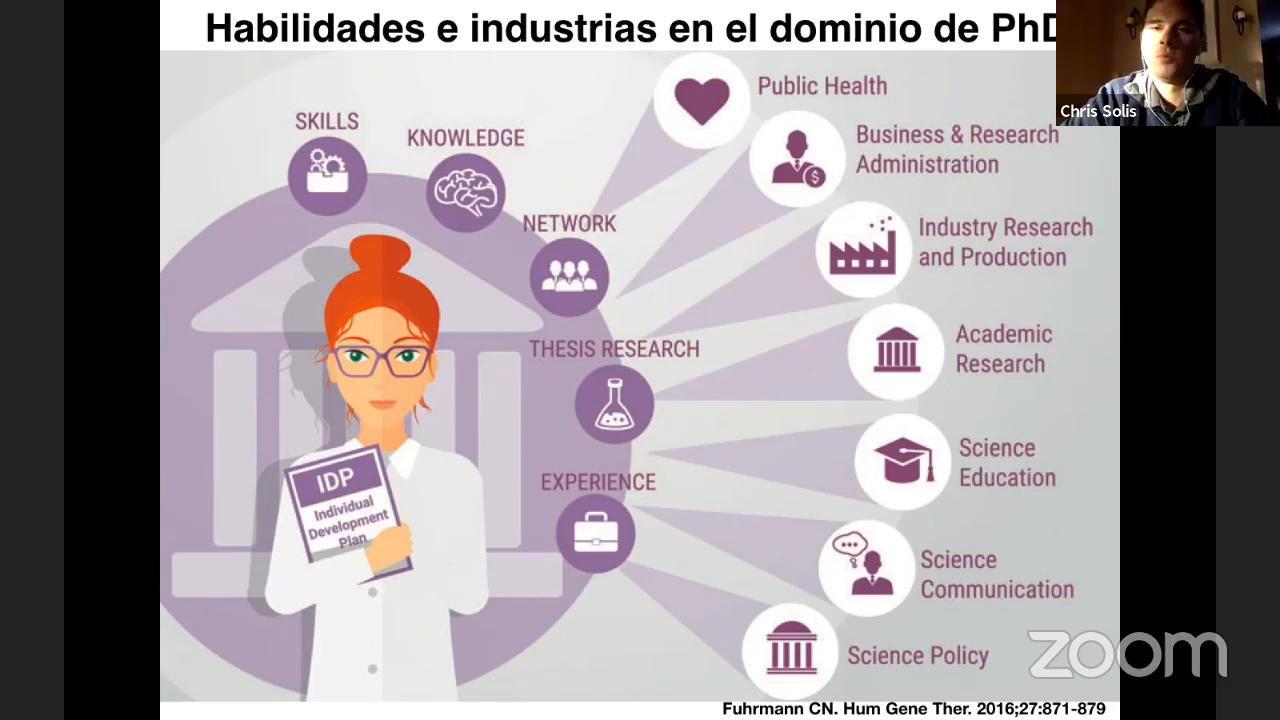 Habilidades e industrias en el dominio de PhD
Chris Solis
SKILLS
KNOWLEDGE
NETWORK
THESIS RESEARCH
EXPERIENCE
IDP
Individual
Development
Plan
Public Health
Business & Research
Administration
Industry Research
and Production
Academic
Research
Science
Education
Science
Communication
Science Policy
zoom
Fuhrmann CN. Hum Gene Ther. 2016;27:871-879